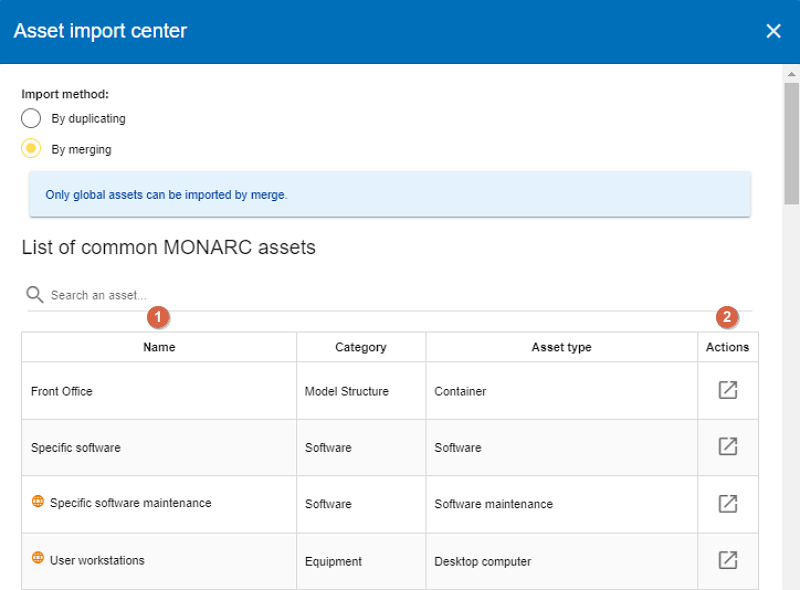 Asset import center
Import method:
By duplicating
By merging
Only global assets can be imported by merge.
List of common MONARC assets
Search an asset...
1 2
Name Category Asset type Actions
Front Office Model Structure Container
Specific software Software Software
Specific software maintenance Software Software maintenance
User workstations Equipment Desktop computer